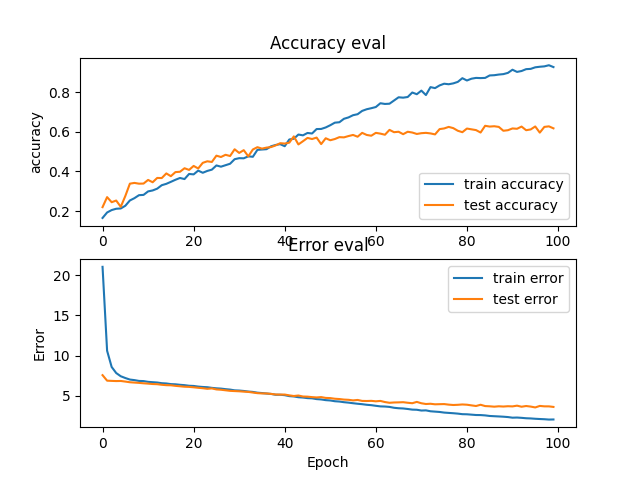 Accuracy eval
accuracy
0.8
0.6
0.4
0.2
train accuracy
test accuracy
0 20 40 60 80 100
Error eval
Error
20
15
10
5
train error
test error
0 20 40 60 80 100
Epoch